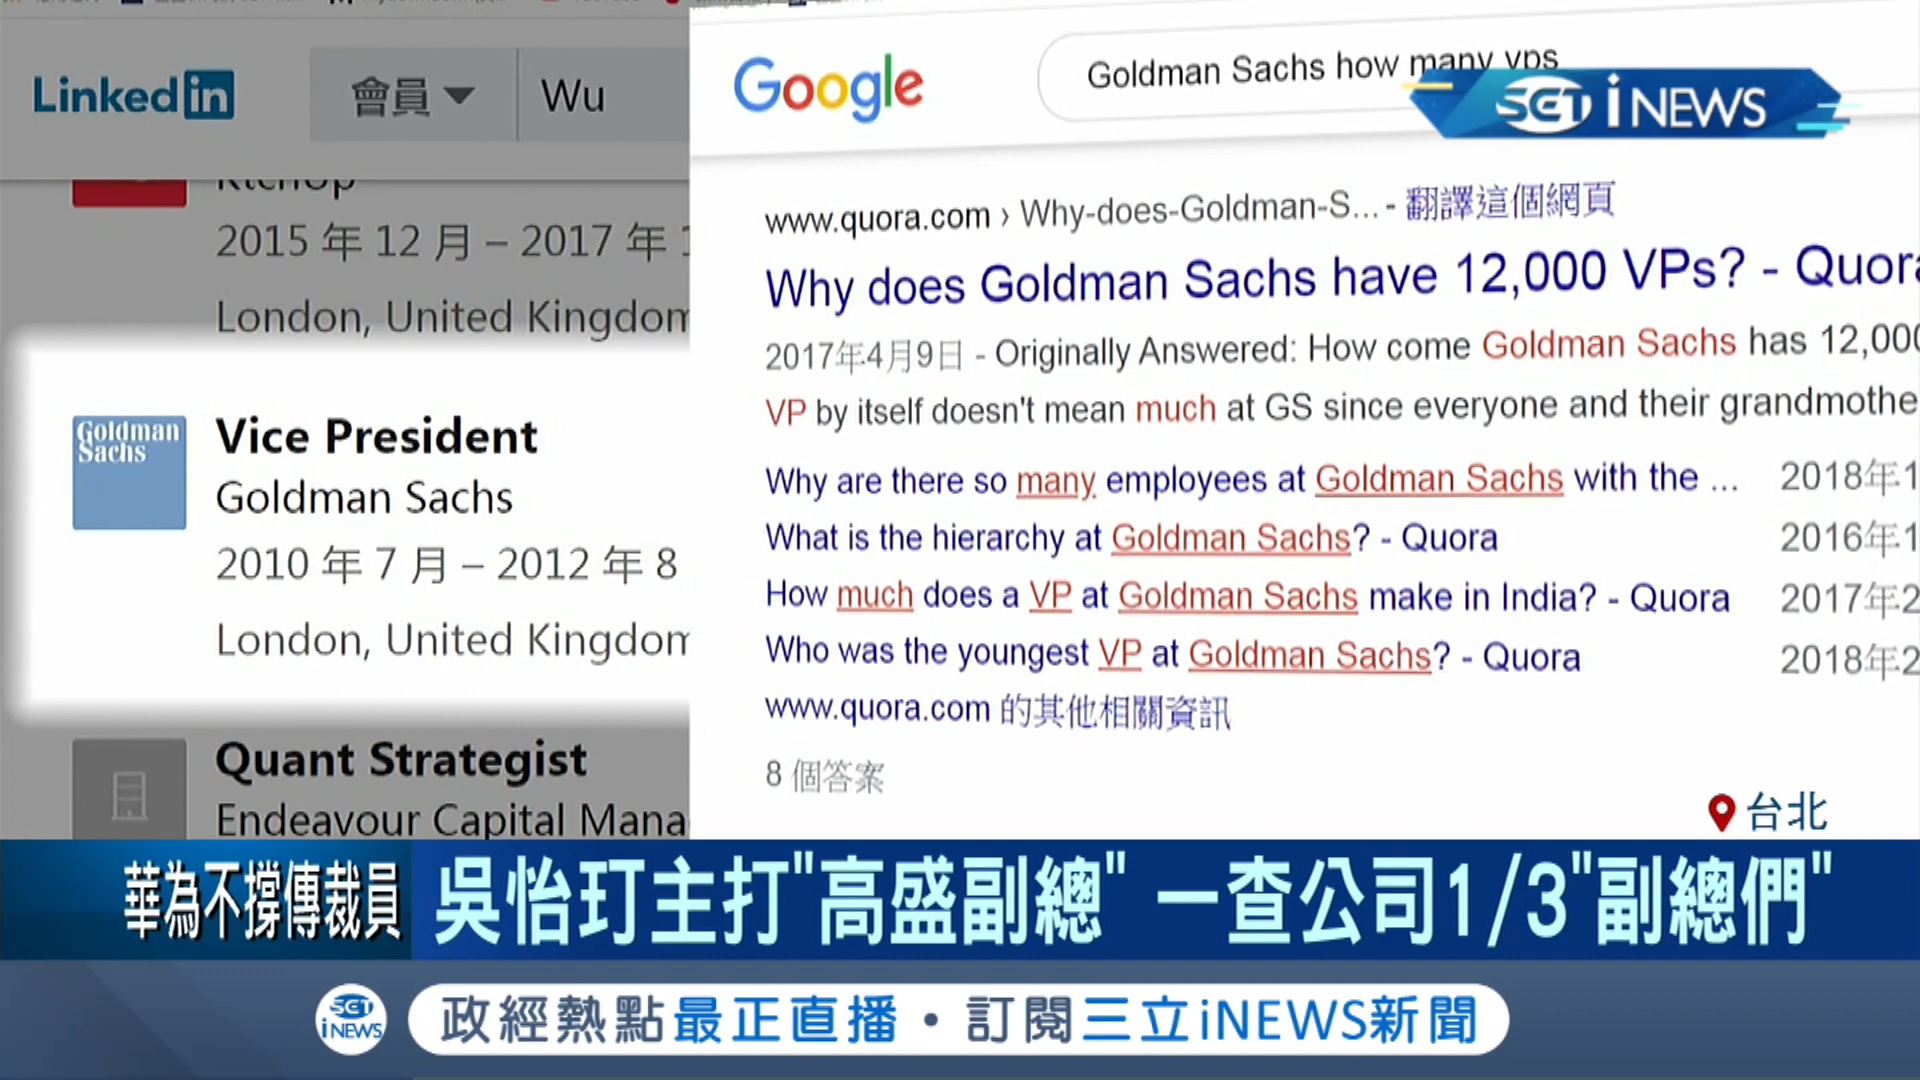 LinkedIn
會員
Wu
2015 年 12 月 – 2017 年
London, United Kingdom
Goldman Sachs
Vice President
Goldman Sachs
2010 年 7 月 – 2012 年 8
London, United Kingdom
Quant Strategist
Endeavour Capital Mana
Google
Goldman Sachs how many vps
SET iNEWS
www.quora.com › Why-does-Goldman-S... - 翻譯這個網頁
Why does Goldman Sachs have 12,000 VPs? - Quora
2017年4月9日 - Originally Answered: How come Goldman Sachs has 12,000
VP by itself doesn't mean much at GS since everyone and their grandmothe
Why are there so many employees at Goldman Sachs with the ... 2018年1
What is the hierarchy at Goldman Sachs? - Quora 2016年1
How much does a VP at Goldman Sachs make in India? - Quora 2017年2
Who was the youngest VP at Goldman Sachs? - Quora 2018年2
www.quora.com 的其他相關資訊
8 個答案
台北
華為不撐傳裁員
吳怡玎主打"高盛副總" 一查公司1/3"副總們"
SET iNEWS
政經熱點最正直播・訂閱三立iNEWS新聞